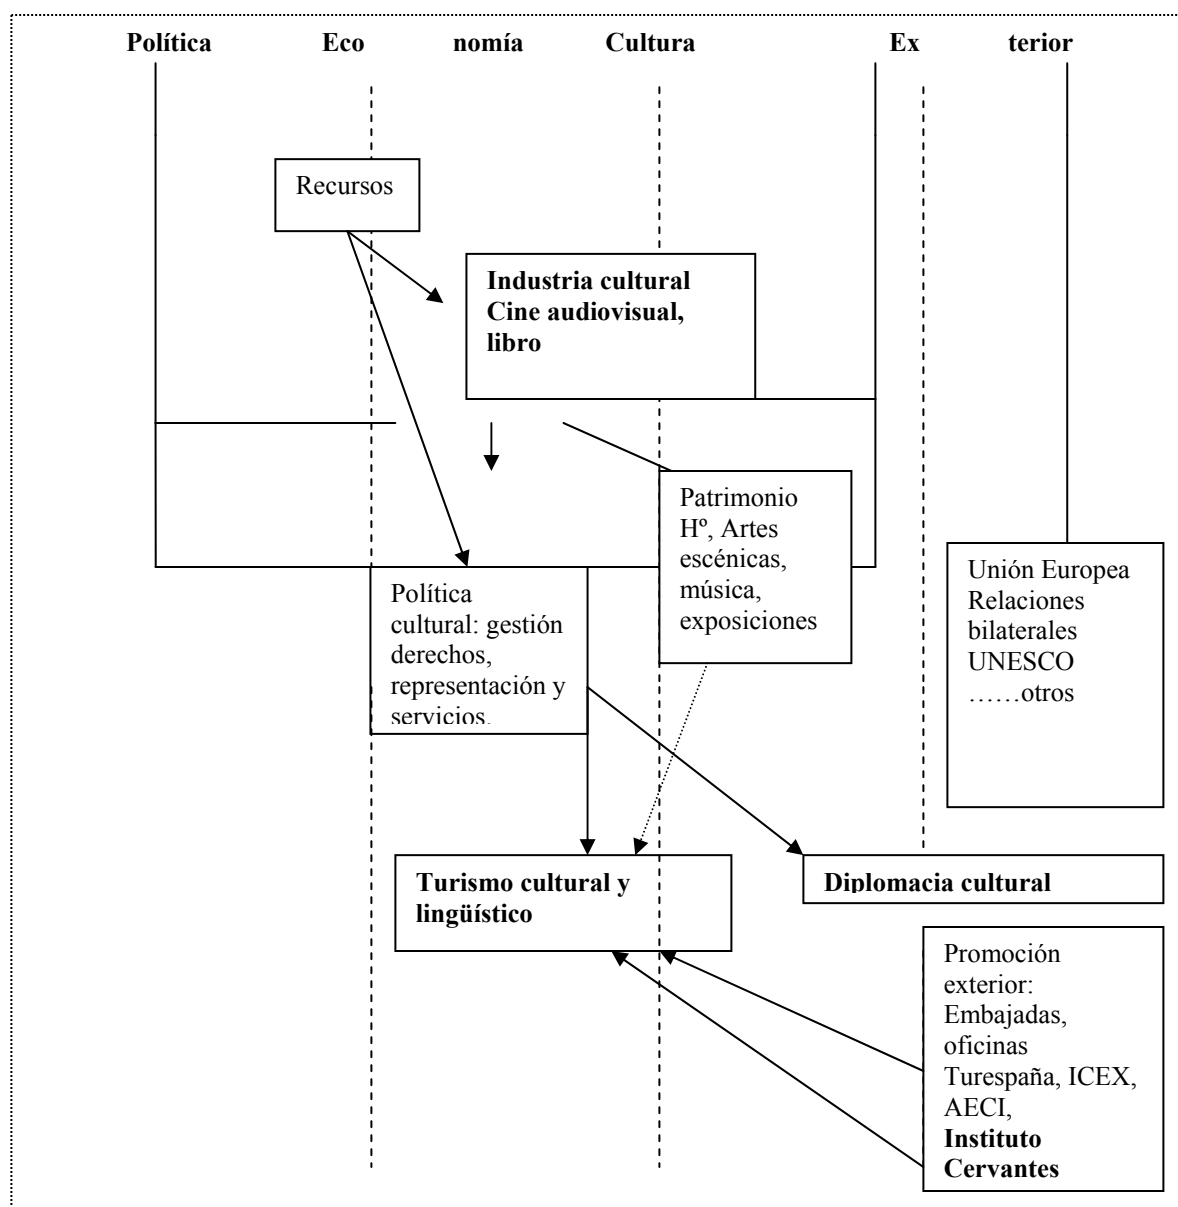 Política Eco nomía Cultura Ex terior
Recursos
Industria cultural
Cine audiovisual,
libro
Patrimonio
Hº, Artes
escénicas,
música,
exposiciones
Política
cultural: gestión
derechos,
representación y
servicios.
Unión Europea
Relaciones
bilaterales
UNESCO
……otros
Turismo cultural y
lingüístico
Diplomacia cultural
Promoción
exterior:
Embajadas,
oficinas
Turespaña, ICEX,
AECI,
Instituto
Cervantes